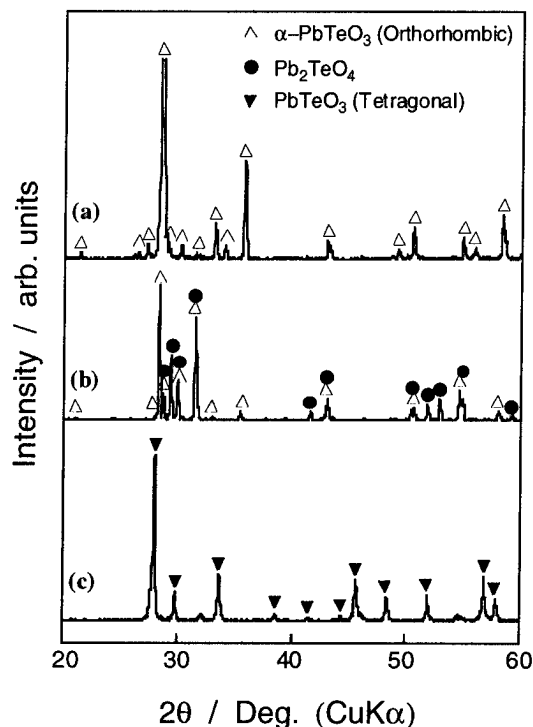 △ α–PbTeO₃ (Orthorhombic)
● Pb₂TeO₄
▼ PbTeO₃ (Tetragonal)
(a)
(b)
(c)
Intensity / arb. units
20 30 40 50 60
2θ / Deg. (CuKα)